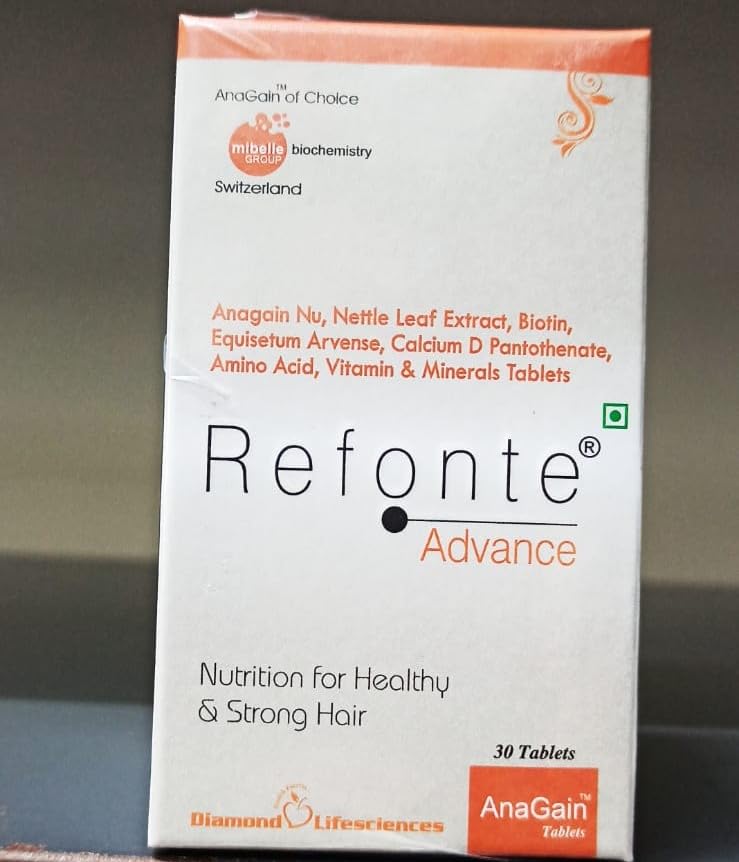 AnaGain™ of Choice
mibelle
GROUP
biochemistry
Switzerland
Anagain Nu, Nettle Leaf Extract, Biotin,
Equisetum Arvense, Calcium D Pantothenate,
Amino Acid, Vitamin & Minerals Tablets
Refonte®
Advance
Nutrition for Healthy
& Strong Hair
30 Tablets
Diamond Lifesciences
AnaGain™
Tablets